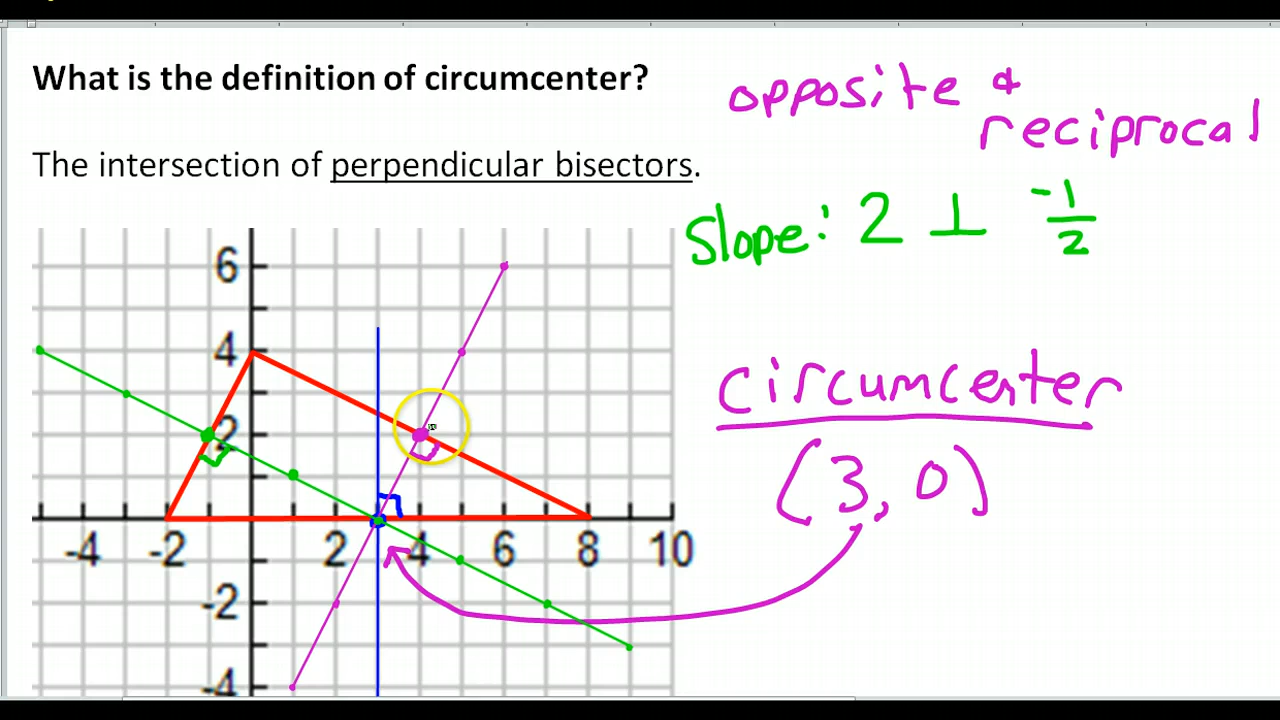 What is the definition of circumcenter?
opposite &
reciprocal
The intersection of perpendicular bisectors.
Slope: 2 ⊥ -1/2
6
4
2
circumcenter
(3, 0)
-4 -2 2 4 6 8 10
-2
-4